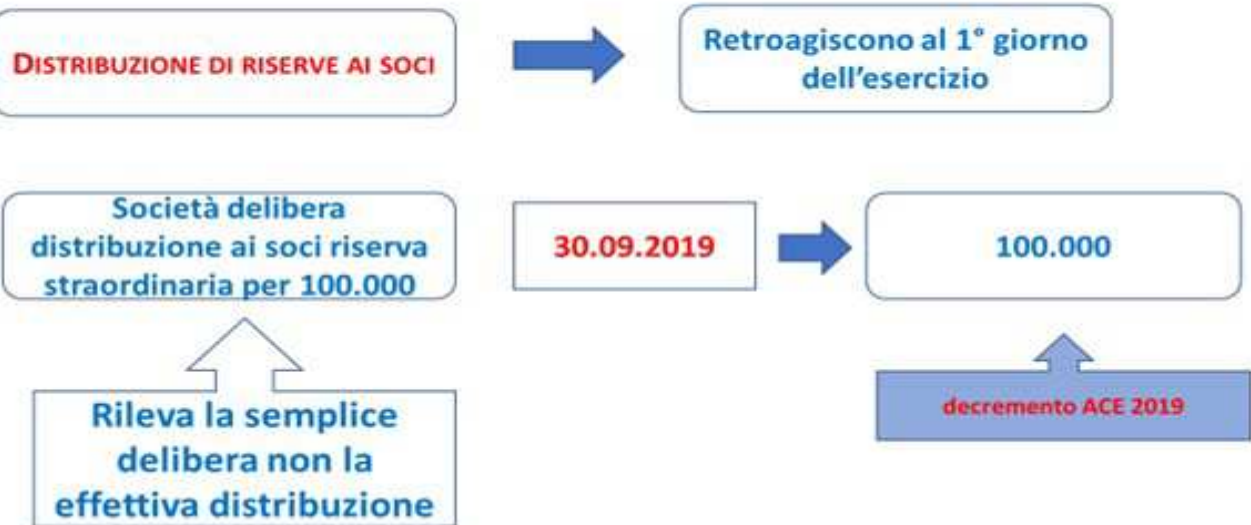 DISTRIBUZIONE DI RISERVE AI SOCI
Retroagiscono al 1° giorno
dell'esercizio
Società delibera
distribuzione ai soci riserva
straordinaria per 100.000
30.09.2019
100.000
Rileva la semplice
delibera non la
effettiva distribuzione
decremento ACE 2019